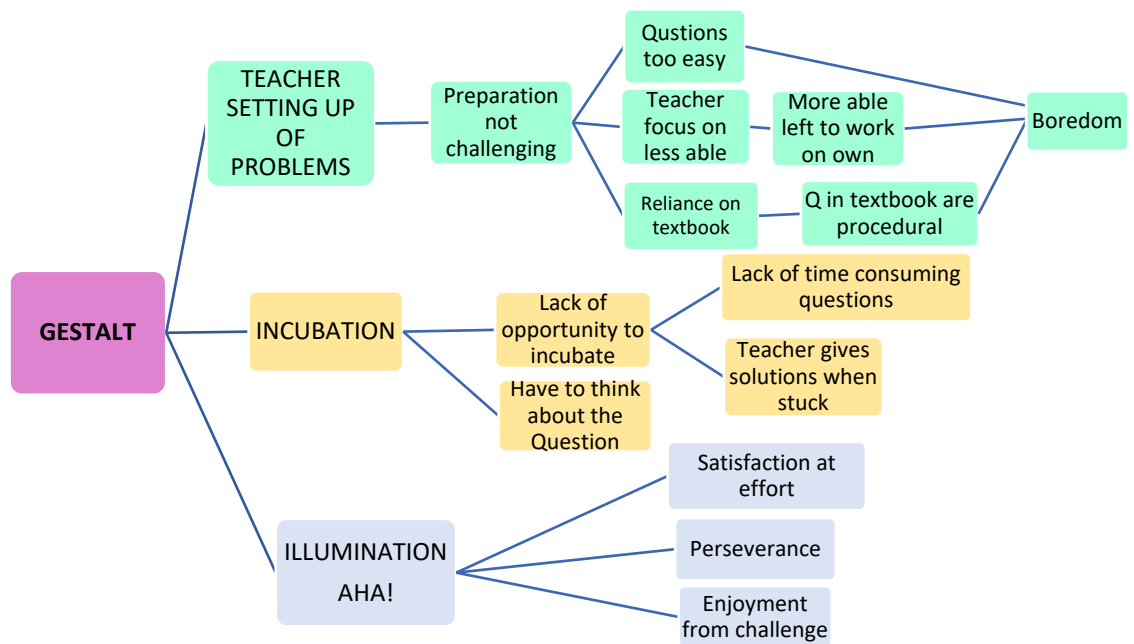 GESTALT
TEACHER
SETTING UP
OF
PROBLEMS
Preparation
not
challenging
Qustions
too easy
Teacher
focus on
less able
More able
left to work
on own
Reliance on
textbook
Q in textbook are
procedural
Boredom
INCUBATION
Lack of
opportunity to
incubate
Lack of time consuming
questions
Teacher gives
solutions when
stuck
Have to think
about the
Question
ILLUMINATION
AHA!
Satisfaction at
effort
Perseverance
Enjoyment
from challenge